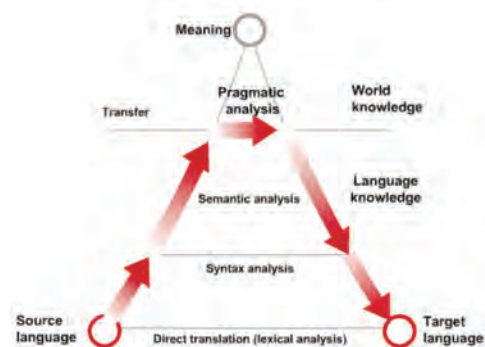 Meaning
Pragmatic
analysis
World
knowledge
Transfer
Language
knowledge
Semantic analysis
Syntax analysis
Source
language
Target
language
Direct translation (lexical analysis)